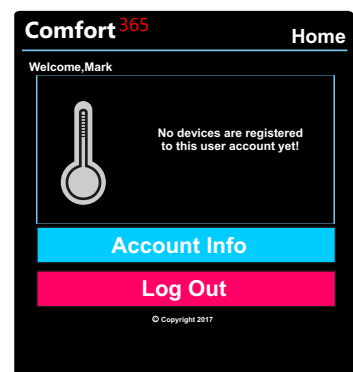 Comfort 365
Home
Welcome,Mark
No devices are registered
to this user account yet!
Account Info
Log Out
© Copyright 2017